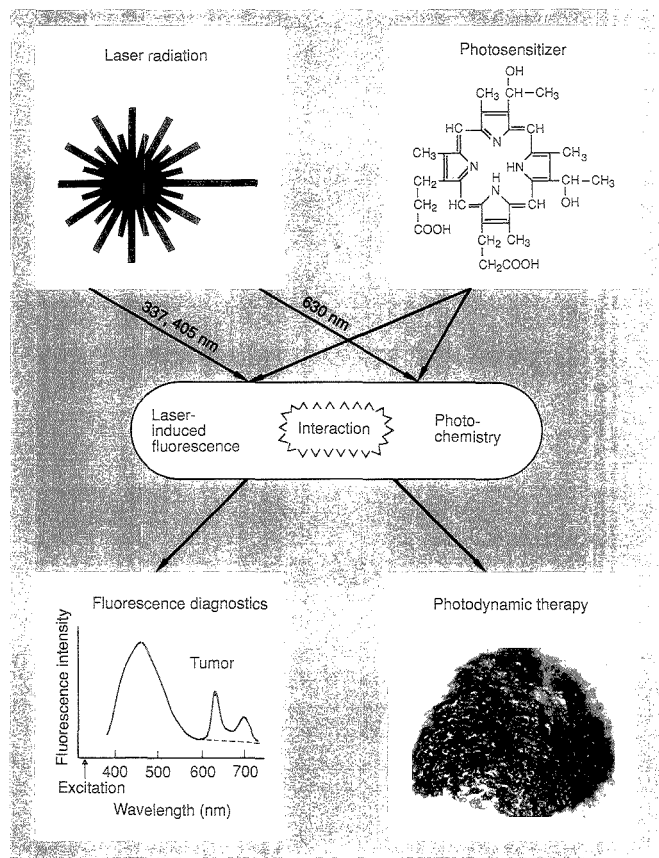 Laser radiation
Photosensitizer
OH
CH₃ CH—CH₃
HC CH
N
CH₃ N HN CH₃
H
N
CH₂ CH—CH₃
CH₂ HC CH OH
COOH
CH₂ CH₃
CH₂COOH
337, 405 nm
630 nm
Laser-
induced
fluorescence
Interaction
Photo-
chemistry
Fluorescence diagnostics
Fluorescence intensity
Tumor
400 500 600 700
Excitation
Wavelength (nm)
Photodynamic therapy